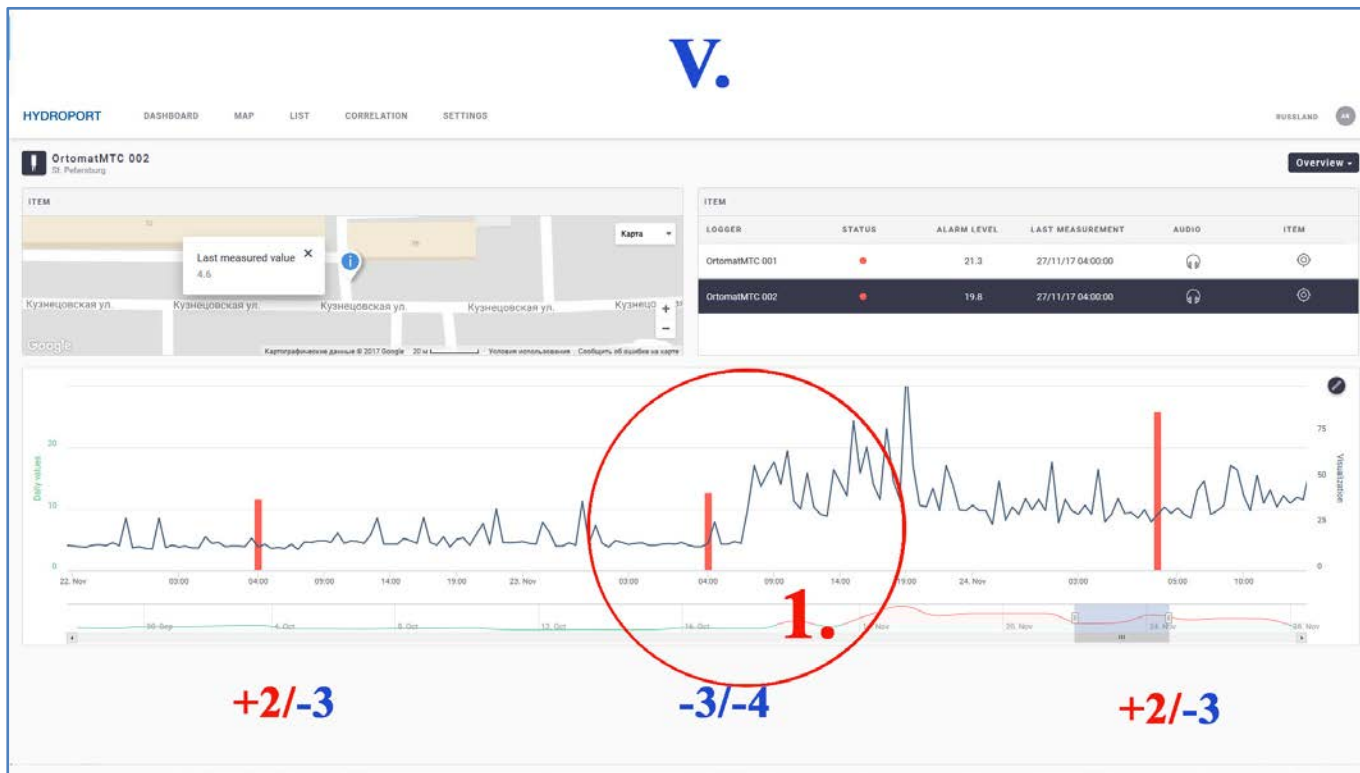 V.
HYDROPORT DASHBOARD MAP LIST CORRELATION SETTINGS RUSSLAND
OrtomatMTC 002
St. Petersburg
Overview
ITEM
Last measured value
4.6
Карта
Кузнецовская ул. Кузнецовская ул. Кузнецовская ул. Кузнецовская ул.
+
−
Google
Картографические данные © 2017 Google 20 м Условия использования Сообщить об ошибке на карте
ITEM
LOGGER STATUS ALARM LEVEL LAST MEASUREMENT AUDIO ITEM
OrtomatMTC 001 21.3 27/11/17 04:00:00
OrtomatMTC 002 19.8 27/11/17 04:00:00
Daily values
20
10
0
75
50
25
0
Visualization
22. Nov 03:00 04:00 09:00 14:00 19:00 23. Nov 03:00 04:00 09:00 14:00 19:00 24. Nov 03:00 05:00 10:00
30. Sep 4. Oct 8. Oct 12. Oct 16. Oct Nov 20. Nov 24. Nov 28. Nov
1.
+2/-3 -3/-4 +2/-3